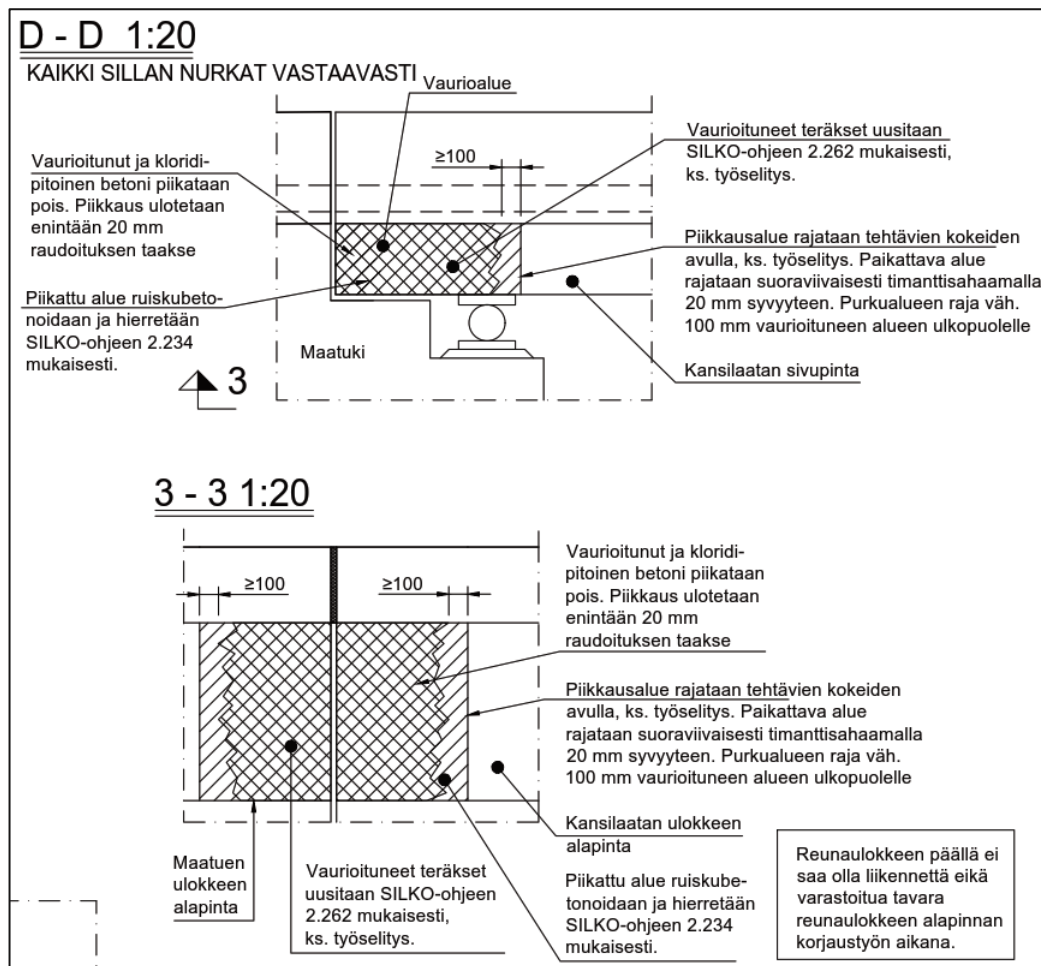 D - D 1:20
KAIKKI SILLAN NURKAT VASTAAVASTI
Vaurioalue
Vaurioitunut ja kloridi-
pitoinen betoni piikataan
pois. Piikkaus ulotetaan
enintään 20 mm
raudoituksen taakse
≥100
Vaurioituneet teräkset uusitaan
SILKO-ohjeen 2.262 mukaisesti,
ks. työselitys.
Piikattu alue ruiskubeto-
noidaan ja hierretään
SILKO-ohjeen 2.234
mukaisesti.
Piikkausalue rajataan tehtävien kokeiden
avulla, ks. työselitys. Paikattava alue
rajataan suoraviivaisesti timanttisahaamalla
20 mm syvyyteen. Purkualueen raja väh.
100 mm vaurioituneen alueen ulkopuolelle
Maatuki
Kansilaatan sivupinta
3
3 - 3 1:20
≥100
≥100
Vaurioitunut ja kloridi-
pitoinen betoni piikataan
pois. Piikkaus ulotetaan
enintään 20 mm
raudoituksen taakse
Piikkausalue rajataan tehtävien kokeiden
avulla, ks. työselitys. Paikattava alue
rajataan suoraviivaisesti timanttisahaamalla
20 mm syvyyteen. Purkualueen raja väh.
100 mm vaurioituneen alueen ulkopuolelle
Kansilaatan ulokkeen
alapinta
Maatuen
ulokkeen
alapinta
Vaurioituneet teräkset
uusitaan SILKO-ohjeen
2.262 mukaisesti,
ks. työselitys.
Piikattu alue ruiskube-
tonoidaan ja hierretään
SILKO-ohjeen 2.234
mukaisesti.
Reunaulokkeen päällä ei
saa olla liikennettä eikä
varastoitua tavara
reunaulokkeen alapinnan
korjaustyön aikana.